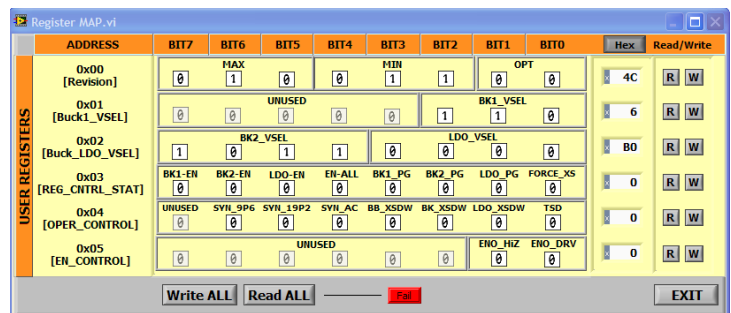 Register MAP.vi
ADDRESS BIT7 BIT6 BIT5 BIT4 BIT3 BIT2 BIT1 BIT0 Hex Read/Write
USER REGISTERS
MAX MIN OPT
0x00 0 1 0 0 1 1 0 0 x 4C R W
[Revision]
UNUSED BK1_VSEL
0x01 0 0 0 0 0 1 1 0 x 6 R W
[Buck1_VSEL]
BK2_VSEL LDO_VSEL
0x02 1 0 1 1 0 0 0 0 x B0 R W
[Buck_LDO_VSEL]
BK1-EN BK2-EN LDO-EN EN-ALL BK1_PG BK2_PG LDO_PG FORCE_XS
0x03 0 0 0 0 0 0 0 0 x 0 R W
[REG_CNTRL_STAT]
UNUSED SYN_9P6 SYN_19P2 SYN_AC BB_XSDW BK_XSDW LDO_XSDW TSD
0x04 0 0 0 0 0 0 0 0 x 0 R W
[OPER_CONTROL]
UNUSED ENO_HiZ ENO_DRV
0x05 0 0 0 0 0 0 0 0 x 0 R W
[EN_CONTROL]
Write ALL Read ALL Fail EXIT